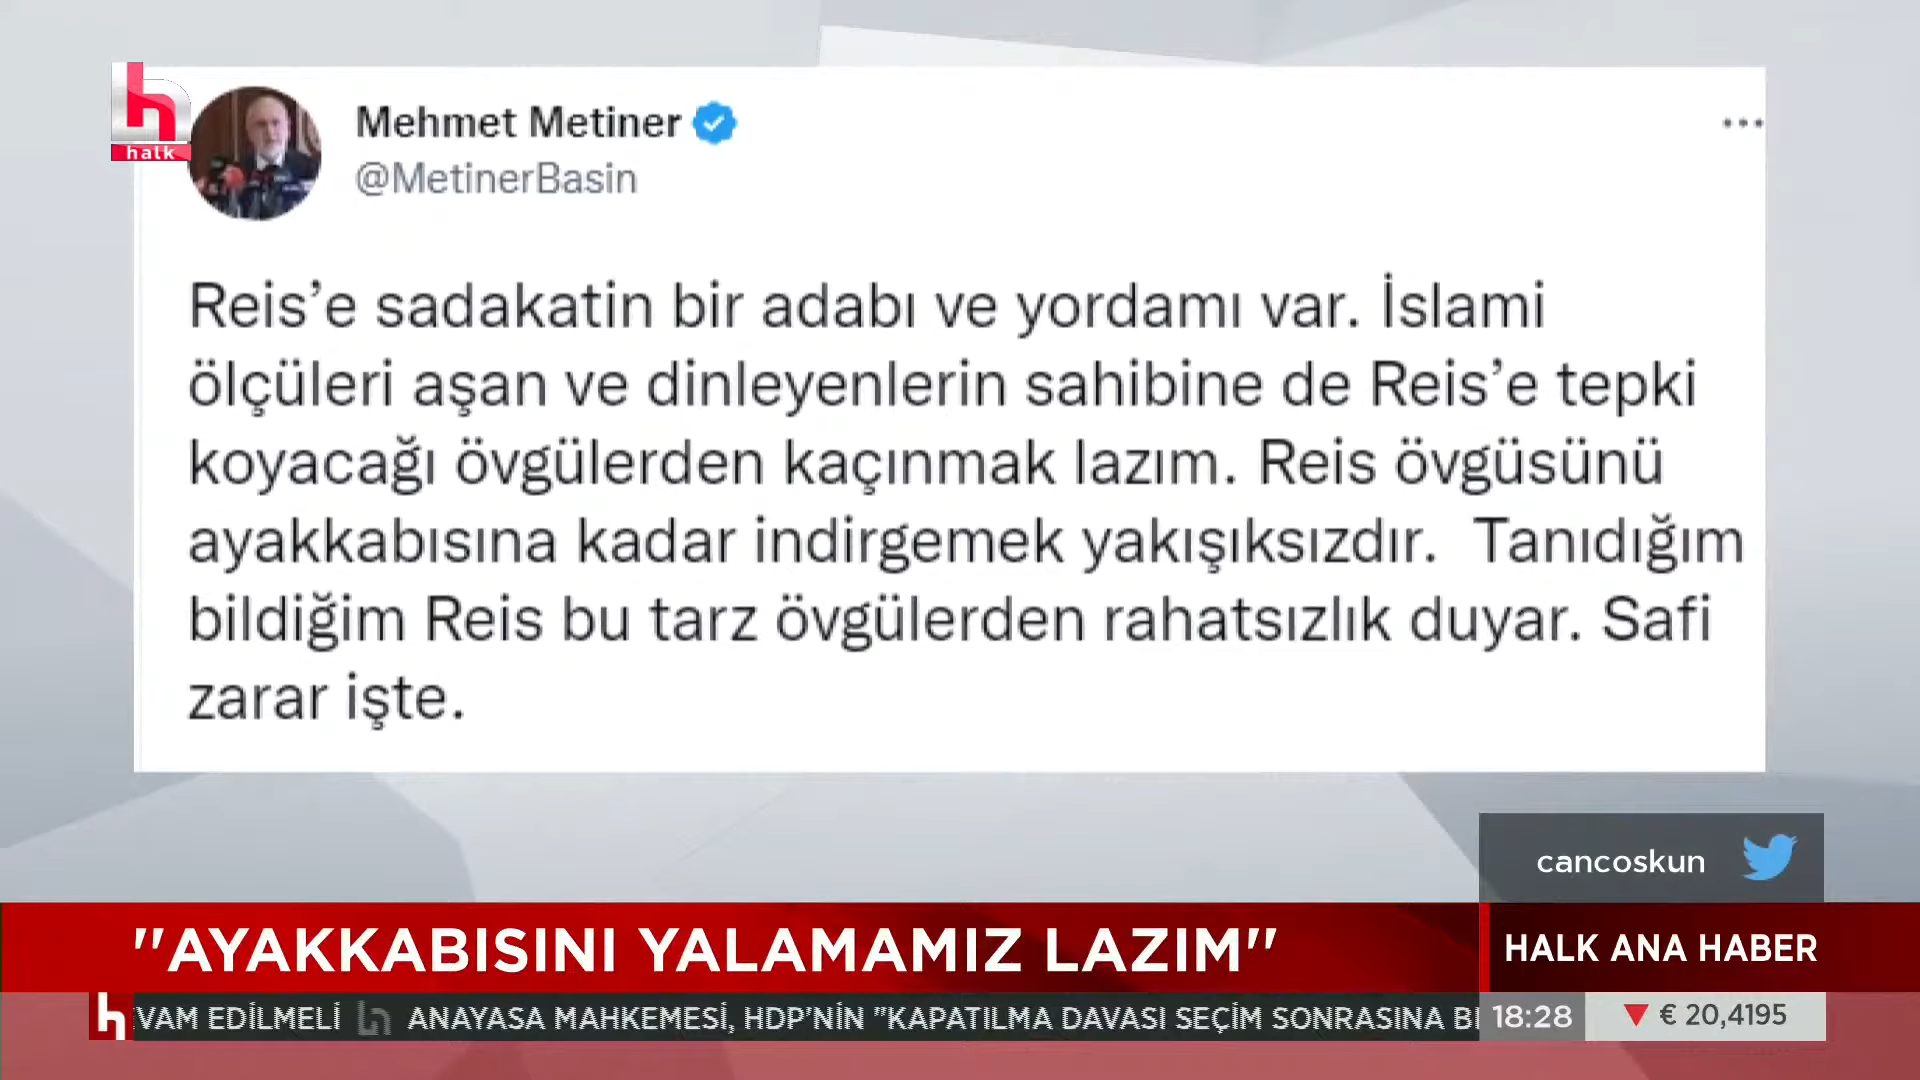 halk
Mehmet Metiner
@MetinerBasin
Reis’e sadakatin bir adabı ve yordamı var. İslami
ölçüleri aşan ve dinleyenlerin sahibine de Reis’e tepki
koyacağı övgülerden kaçınmak lazım. Reis övgüsünü
ayakkabısına kadar indirgemek yakışıksızdır. Tanıdığım
bildiğim Reis bu tarz övgülerden rahatsızlık duyar. Safi
zarar işte.
cancoskun
"AYAKKABISINI YALAMAMIZ LAZIM"
HALK ANA HABER
VAM EDİLMELİ ANAYASA MAHKEMESİ, HDP'NİN "KAPATILMA DAVASI SEÇİM SONRASINA
18:28
€ 20,4195